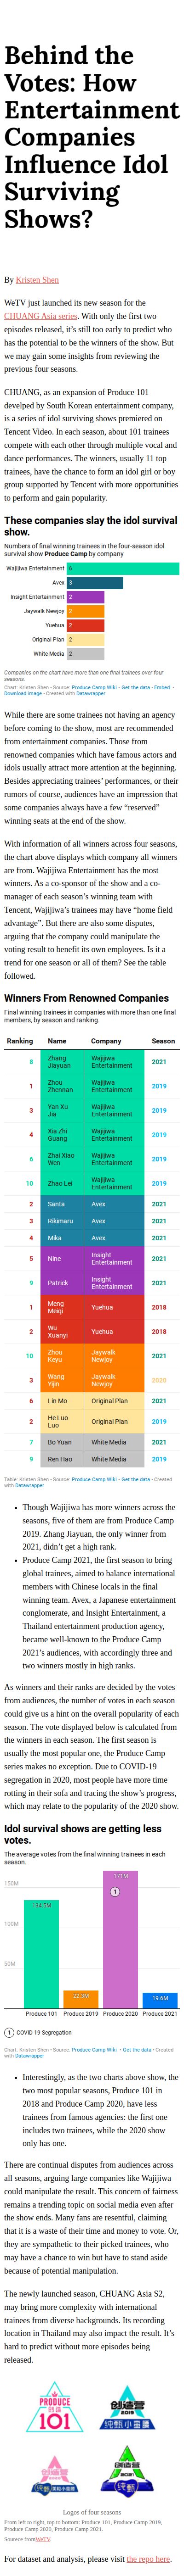 Behind the
Votes: How
Entertainment
Companies
Influence Idol
Surviving
Shows?
By Kristen Shen
WeTV just launched its new season for the
CHUANG Asia series. With only the first two
episodes released, it's still too early to predict who
has the potential to be the winners of the show. But
we may gain some insights from reviewing the
previous four seasons.
CHUANG, as an expansion of Produce 101
develped by South Korean entertainment company,
is a series of idol surviving shows premiered on
Tencent Video. In each season, about 101 trainees
compete with each other through multiple vocal and
dance performances. The winners, usually 11 top
trainees, have the chance to form an idol girl or boy
group supported by Tencent with more opportunities
to perform and gain popularity.
These companies slay the idol survival
show.
Numbers of final winning trainees in the four-season idol
survival show Produce Camp by company
Wajijiwa Entertainment 6
Avex 3
Insight Entertainment 2
Jaywalk Newjoy 2
Yuehua 2
Original Plan 2
White Media 2
Companies on the chart have more than one final trainees over four
seasons.
Chart: Kristen Shen • Source: Produce Camp Wiki • Get the data • Embed •
Download image • Created with Datawrapper
While there are some trainees not having an agency
before coming to the show, most are recommended
from entertainment companies. Those from
renowned companies which have famous actors and
idols usually attract more attention at the beginning.
Besides appreciating trainees' performances, or their
rumors of course, audiences have an impression that
some companies always have a few "reserved"
winning seats at the end of the show.
With information of all winners across four seasons,
the chart above displays which company all winners
are from. Wajijiwa Entertainment has the most
winners. As a co-sponsor of the show and a co-
manager of each season's winning team with
Tencent, Wajijiwa's trainees may have "home field
advantage". But there are also some disputes,
arguing that the company could manipulate the
voting result to benefit its own employees. Is it a
trend for one season or all of them? See the table
followed.
Winners From Renowned Companies
Final winning trainees in companies with more than one final
members, by season and ranking.
Ranking Name Company Season
8 Zhang Jiayuan Wajijiwa Entertainment 2021
1 Zhou Zhennan Wajijiwa Entertainment 2019
3 Yan Xu Jia Wajijiwa Entertainment 2019
4 Xia Zhi Guang Wajijiwa Entertainment 2019
6 Zhai Xiao Wen Wajijiwa Entertainment 2019
10 Zhao Lei Wajijiwa Entertainment 2019
2 Santa Avex 2021
3 Rikimaru Avex 2021
4 Mika Avex 2021
5 Nine Insight Entertainment 2021
9 Patrick Insight Entertainment 2021
1 Meng Meiqi Yuehua 2018
2 Wu Xuanyi Yuehua 2018
10 Zhou Keyu Jaywalk Newjoy 2021
3 Wang Yijin Jaywalk Newjoy 2020
6 Lin Mo Original Plan 2021
2 He Luo Luo Original Plan 2019
7 Bo Yuan White Media 2021
9 Ren Hao White Media 2019
Table: Kristen Shen • Source: Produce Camp Wiki • Get the data • Created
with Datawrapper
• Though Wajijiwa has more winners across the
seasons, five of them are from Produce Camp
2019. Zhang Jiayuan, the only winner from
2021, didn't get a high rank.
• Produce Camp 2021, the first season to bring
global trainees, aimed to balance international
members with Chinese locals in the final
winning team. Avex, a Japanese entertainment
conglomerate, and Insight Entertainment, a
Thailand entertainment production agency,
became well-known to the Produce Camp
2021's audiences, with accordingly three and
two winners mostly in high ranks.
As winners and their ranks are decided by the votes
from audiences, the number of votes in each season
could give us a hint on the overall popularity of each
season. The vote displayed below is calculated from
the winners in each season. The first season is
usually the most popular one, the Produce Camp
series makes no exception. Due to COVID-19
segregation in 2020, most people have more time
rotting in their sofa and tracing the show's progress,
which may relate to the popularity of the 2020 show.
Idol survival shows are getting less
votes.
The average votes from the final winning trainees in each
season.
150M
100M
50M
134.5M
22.3M
171M
19.6M
1
Produce 101 Produce 2019 Produce 2020 Produce 2021
1 COVID-19 Segregation
Chart: Kristen Shen • Source: Produce Camp Wiki • Get the data • Created
with Datawrapper
• Interestingly, as the two charts above show, the
two most popular seasons, Produce 101 in
2018 and Produce Camp 2020, have less
trainees from famous agencies: the first one
includes two trainees, while the 2020 show
only has one.
There are continual disputes from audiences across
all seasons, arguing large companies like Wajijiwa
could manipulate the result. This concern of fairness
remains a trending topic on social media even after
the show ends. Many fans are resentful, claiming
that it is a waste of their time and money to vote. Or,
they are sympathetic to their picked trainees, who
may have a chance to win but have to stand aside
because of potential manipulation.
The newly launched season, CHUANG Asia S2,
may bring more complexity with international
trainees from diverse backgrounds. Its recording
location in Thailand may also impact the result. It's
hard to predict without more episodes being
released.
PRODUCE
101
创造营
2019
Logos of four seasons
From left to right, top to bottom: Produce 101, Produce Camp 2019,
Produce Camp 2020, Produce Camp 2021.
Source fromWeTV.
For dataset and analysis, please visit the repo here.